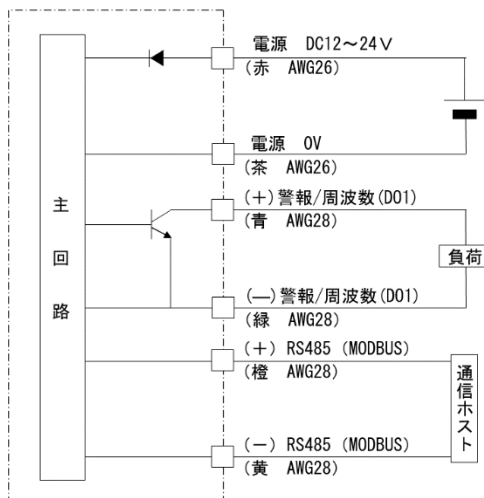 電源 DC12～24V
(赤 AWG26)
電源 0V
(茶 AWG26)
主回路
(+)警報/周波数(DO1)
(青 AWG28)
負荷
(—)警報/周波数(DO1)
(緑 AWG28)
(+) RS485 (MODBUS)
(橙 AWG28)
通信ホスト
(−) RS485 (MODBUS)
(黄 AWG28)